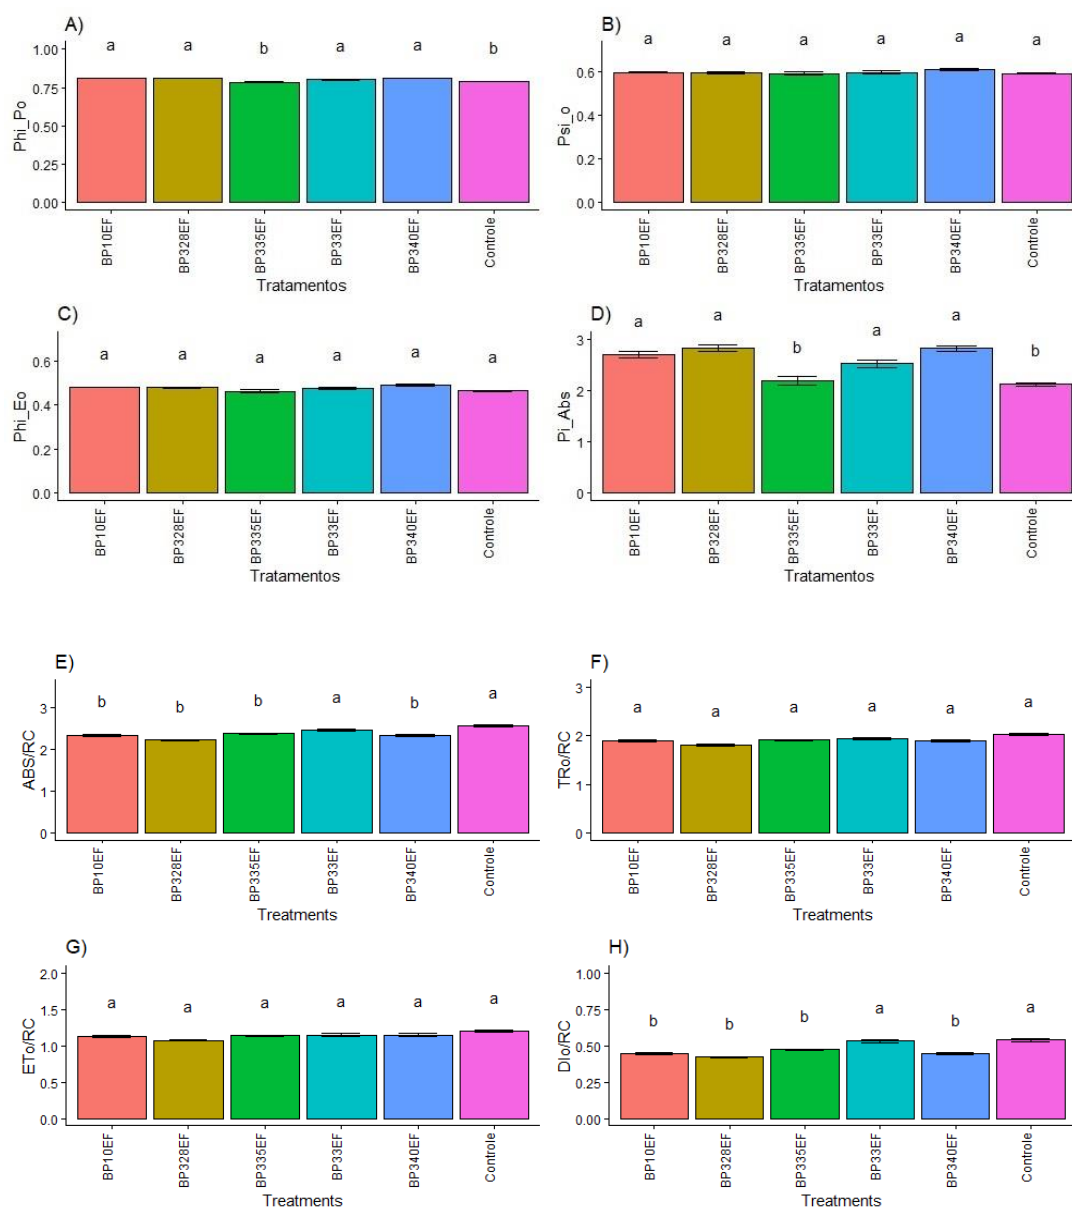 A)
a a b a a b
Phi_Po
1.00
0.75
0.50
0.25
0.00
BP10EF
BP328EF
BP335EF
BP33EF
BP340EF
Controle
Tratamentos
B)
a a a a a a
Psi_o
0.6
0.4
0.2
0.0
BP10EF
BP328EF
BP335EF
BP33EF
BP340EF
Controle
Tratamentos
C)
a a a a a a
Phi_Eo
0.6
0.4
0.2
0.0
BP10EF
BP328EF
BP335EF
BP33EF
BP340EF
Controle
Tratamentos
D)
a a b a a b
Pi_Abs
3
2
1
0
BP10EF
BP328EF
BP335EF
BP33EF
BP340EF
Controle
Tratamentos
E)
b b b a b a
ABS/RC
3
2
1
0
BP10EF
BP328EF
BP335EF
BP33EF
BP340EF
Controle
Treatments
F)
a a a a a a
TRo/RC
3
2
1
0
BP10EF
BP328EF
BP335EF
BP33EF
BP340EF
Controle
Treatments
G)
a a a a a a
ETo/RC
2.0
1.5
1.0
0.5
0.0
BP10EF
BP328EF
BP335EF
BP33EF
BP340EF
Controle
Treatments
H)
b b b a b a
DIo/RC
1.00
0.75
0.50
0.25
0.00
BP10EF
BP328EF
BP335EF
BP33EF
BP340EF
Controle
Treatments